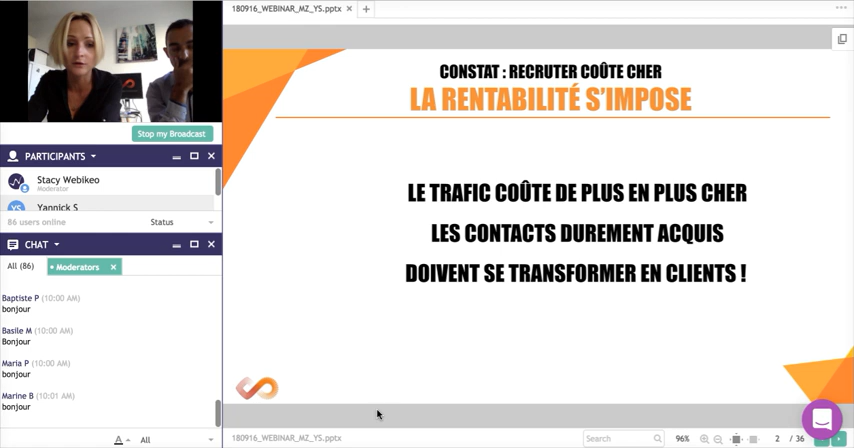 180916_WEBINAR_MZ_YS.pptx
Stop my Broadcast
PARTICIPANTS
Stacy Webikeo
Moderator
YS
Yannick S
86 users online
Status
CHAT
All (86)
Moderators
Baptiste P (10:00 AM)
bonjour
Basile M (10:00 AM)
Bonjour
Maria P (10:00 AM)
bonjour
Marine B (10:01 AM)
bonjour
A
All
CONSTAT : RECRUTER COÛTE CHER
LA RENTABILITÉ S'IMPOSE
LE TRAFIC COÛTE DE PLUS EN PLUS CHER
LES CONTACTS DUREMENT ACQUIS
DOIVENT SE TRANSFORMER EN CLIENTS !
180916_WEBINAR_MZ_YS.pptx
Search
96%
2 / 36